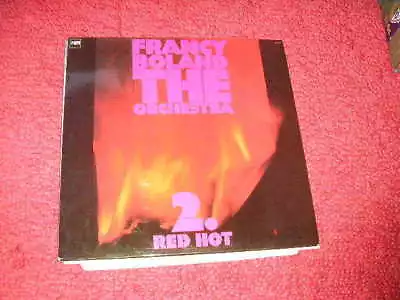 FRANCY
BOLAND
THE
ORCHESTRA
2.
RED HOT